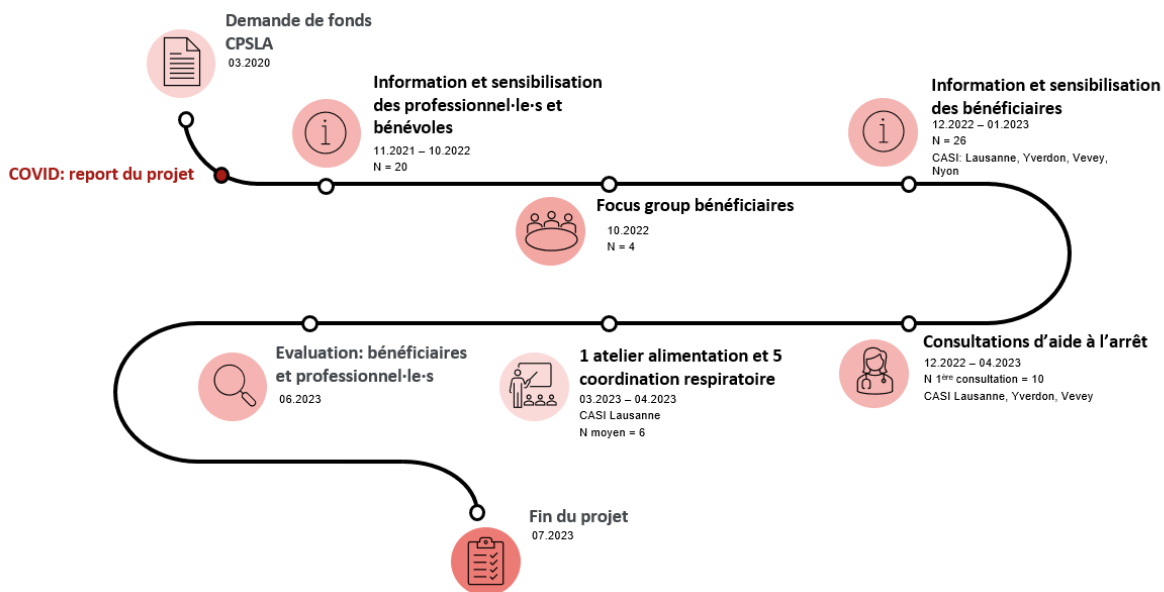 Demande de fonds
CPSLA
03.2020
COVID: report du projet
Information et sensibilisation
des professionnel·le·s et
bénévoles
11.2021 – 10.2022
N = 20
Focus group bénéficiaires
10.2022
N = 4
Information et sensibilisation
des bénéficiaires
12.2022 – 01.2023
N = 26
CASI: Lausanne, Yverdon, Vevey,
Nyon
Consultations d'aide à l'arrêt
12.2022 – 04.2023
N 1ère consultation = 10
CASI Lausanne, Yverdon, Vevey
1 atelier alimentation et 5
coordination respiratoire
03.2023 – 04.2023
CASI Lausanne
N moyen = 6
Evaluation: bénéficiaires
et professionnel·le·s
06.2023
Fin du projet
07.2023